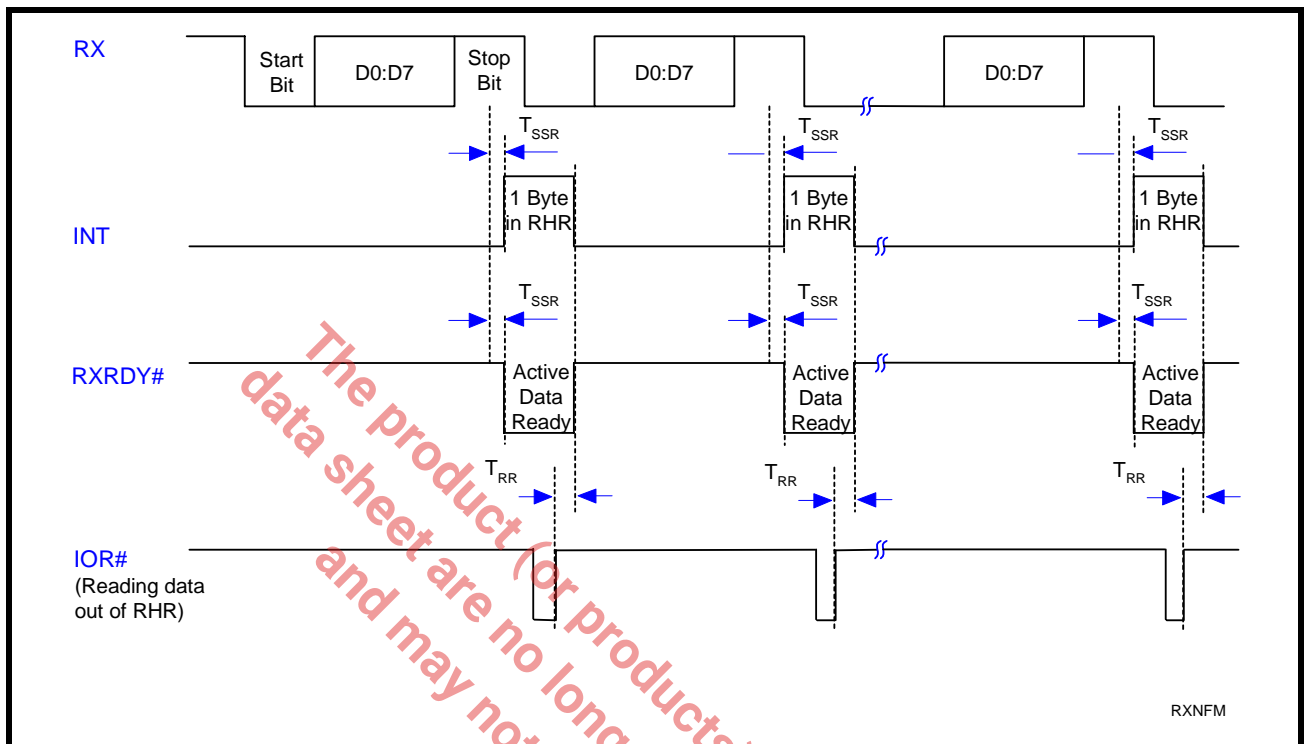 RX
Start
Bit
D0:D7
Stop
Bit
D0:D7
D0:D7
TSSR
TSSR
TSSR
1 Byte
in RHR
1 Byte
in RHR
1 Byte
in RHR
INT
TSSR
TSSR
TSSR
RXRDY#
Active
Data
Ready
Active
Data
Ready
Active
Data
Ready
TRR
TRR
TRR
IOR#
(Reading data
out of RHR)
The product (or products)
data sheet are no long
and may not
RXNFM